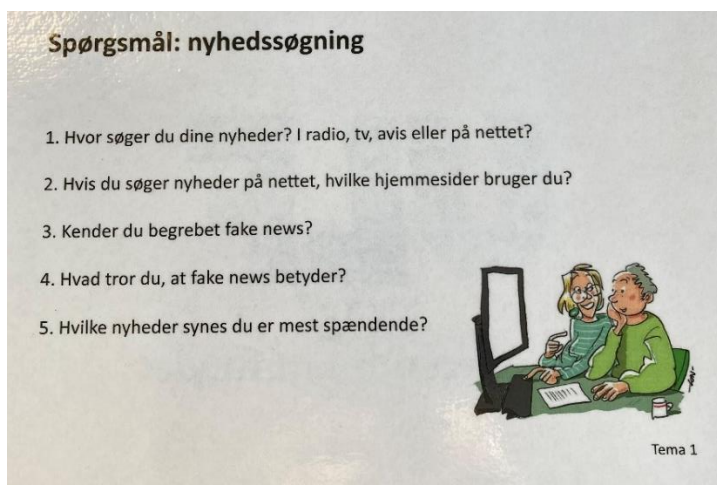 Spørgsmål: nyhedssøgning
1. Hvor søger du dine nyheder? I radio, tv, avis eller på nettet?
2. Hvis du søger nyheder på nettet, hvilke hjemmesider bruger du?
3. Kender du begrebet fake news?
4. Hvad tror du, at fake news betyder?
5. Hvilke nyheder synes du er mest spændende?
Tema 1